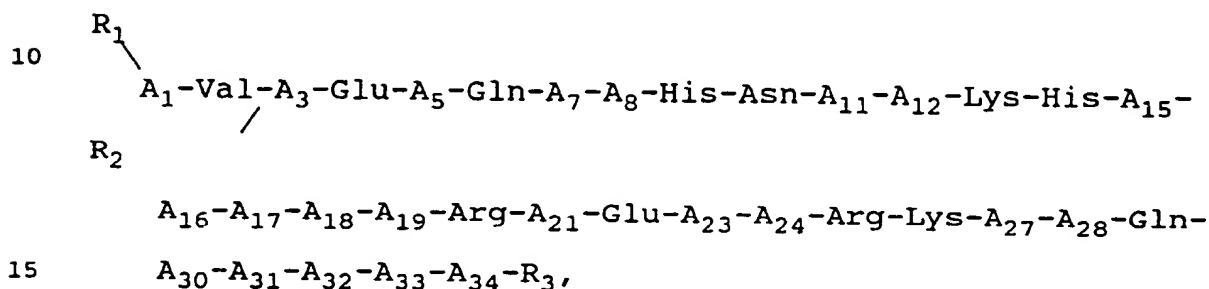 R1
10
A1-Val-A3-Glu-A5-Gln-A7-A8-His-Asn-A11-A12-Lys-His-A15-
R2
A16-A17-A18-A19-Arg-A21-Glu-A23-A24-Arg-Lys-A27-A28-Gln-
15 A30-A31-A32-A33-A34-R3,